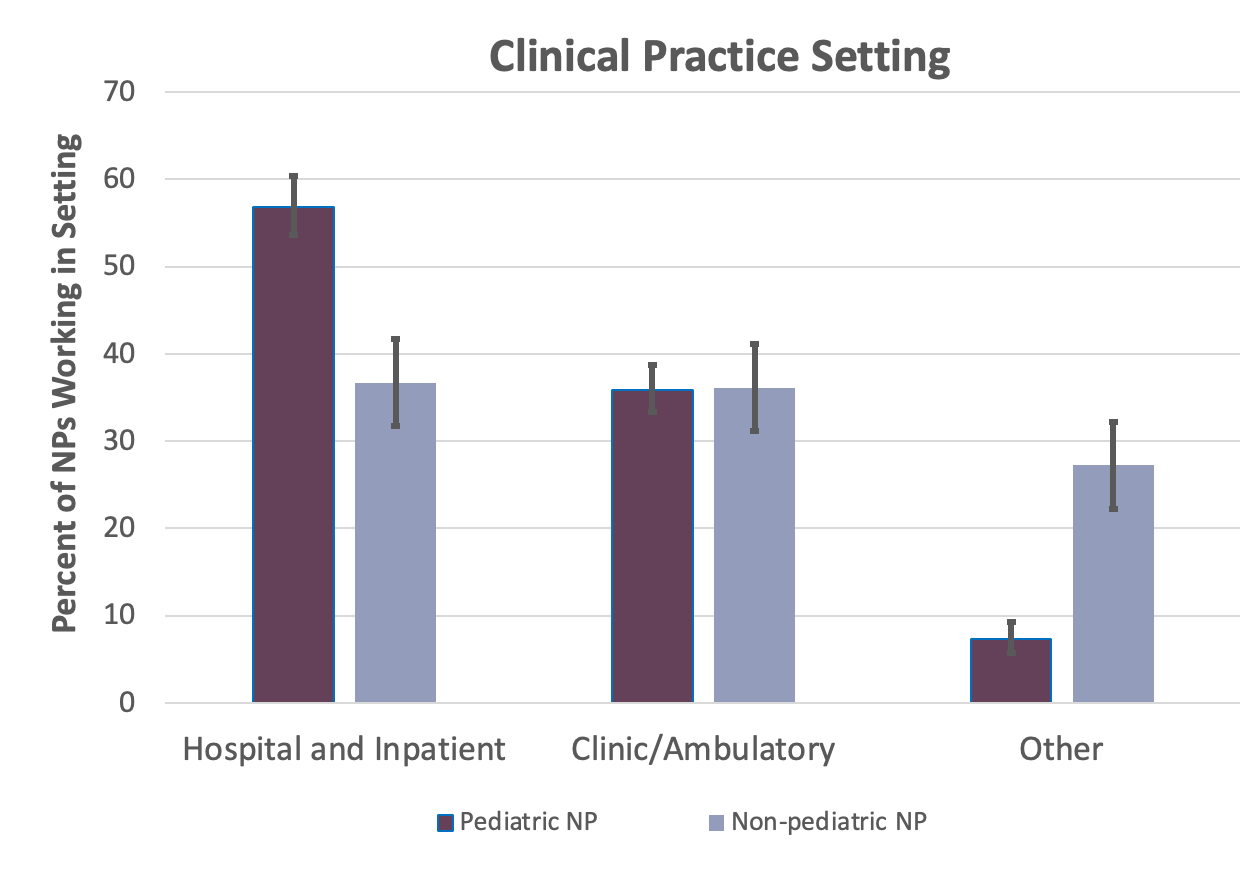 Clinical Practice Setting
Percent of NPs Working in Setting
70
60
50
40
30
20
10
0
Hospital and Inpatient
Clinic/Ambulatory
Other
Pediatric NP
Non-pediatric NP